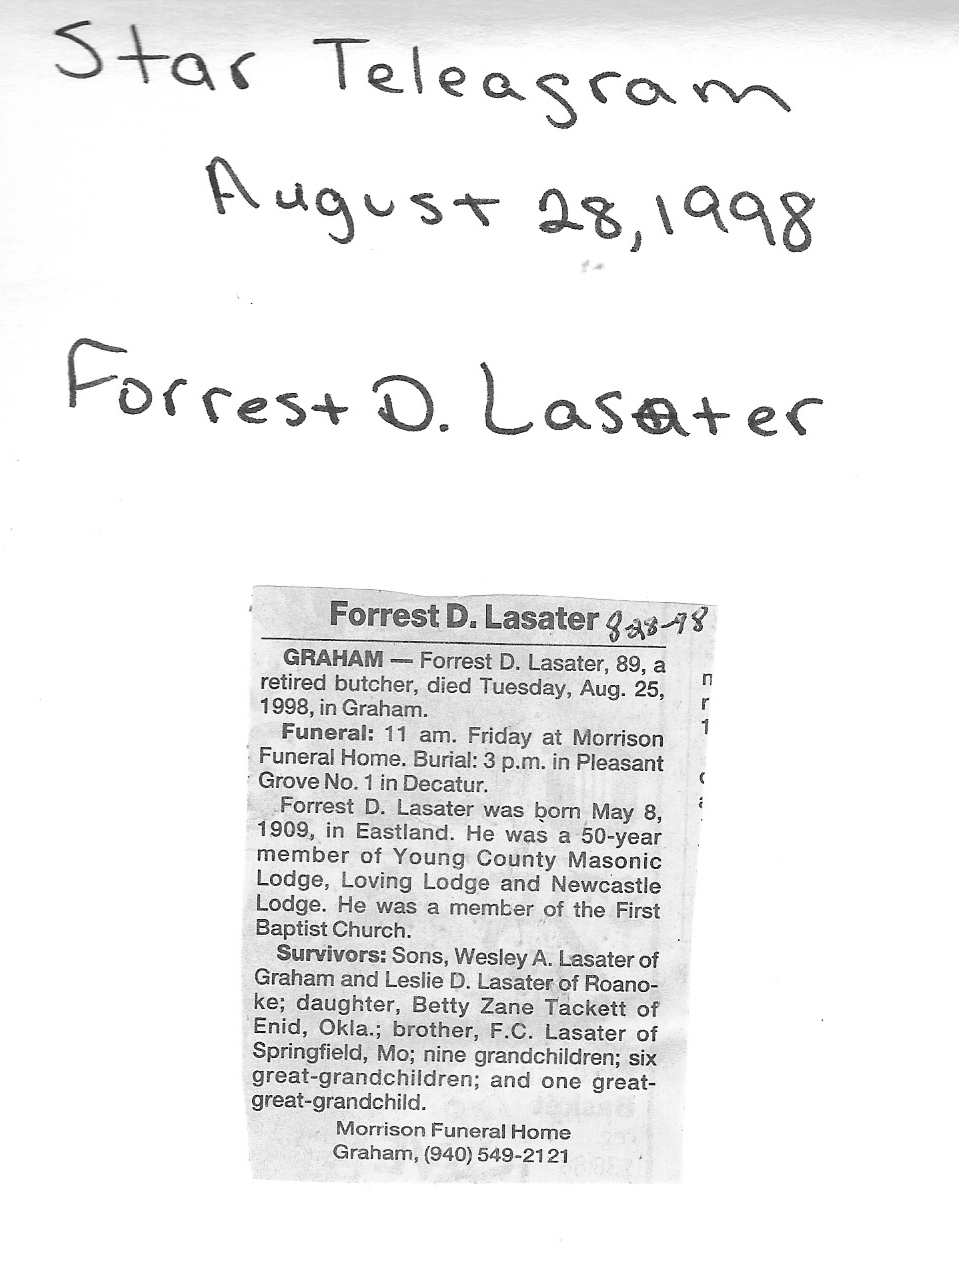 Star Teleagram
August 28, 1998
Forrest D. Lasater
Forrest D. Lasater 8-28-98
GRAHAM — Forrest D. Lasater, 89, a
retired butcher, died Tuesday, Aug. 25,
1998, in Graham.
Funeral: 11 am. Friday at Morrison
Funeral Home. Burial: 3 p.m. in Pleasant
Grove No. 1 in Decatur.
Forrest D. Lasater was born May 8,
1909, in Eastland. He was a 50-year
member of Young County Masonic
Lodge, Loving Lodge and Newcastle
Lodge. He was a member of the First
Baptist Church.
Survivors: Sons, Wesley A. Lasater of
Graham and Leslie D. Lasater of Roano-
ke; daughter, Betty Zane Tackett of
Enid, Okla.; brother, F.C. Lasater of
Springfield, Mo; nine grandchildren; six
great-grandchildren; and one great-
great-grandchild.
Morrison Funeral Home
Graham, (940) 549-2121